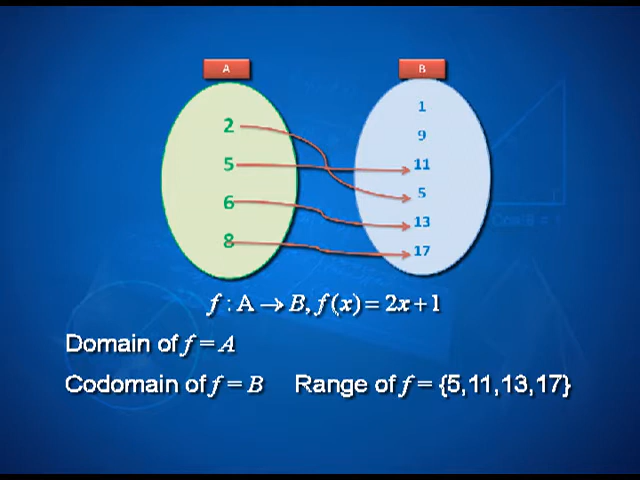 A B
2
5
6
8
1
9
11
5
13
17
f : A → B, f(x) = 2x + 1
Domain of f = A
Codomain of f = B Range of f = {5,11,13,17}